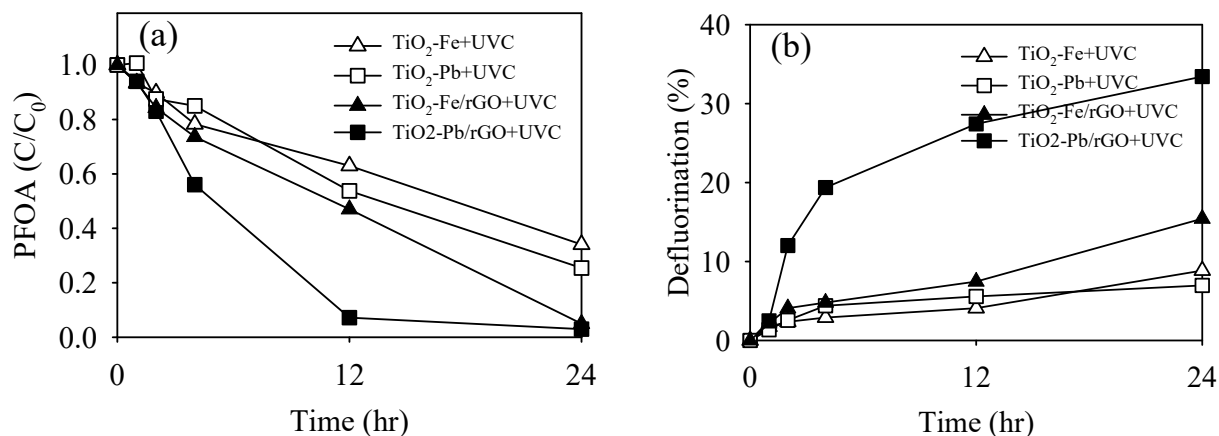 (a)
TiO₂-Fe+UVC
TiO₂-Pb+UVC
TiO₂-Fe/rGO+UVC
TiO2-Pb/rGO+UVC
PFOA (C/C₀)
1.0
0.8
0.6
0.4
0.2
0.0
0 12 24
Time (hr)
(b)
TiO₂-Fe+UVC
TiO₂-Pb+UVC
TiO₂-Fe/rGO+UVC
TiO2-Pb/rGO+UVC
Defluorination (%)
40
30
20
10
0
0 12 24
Time (hr)